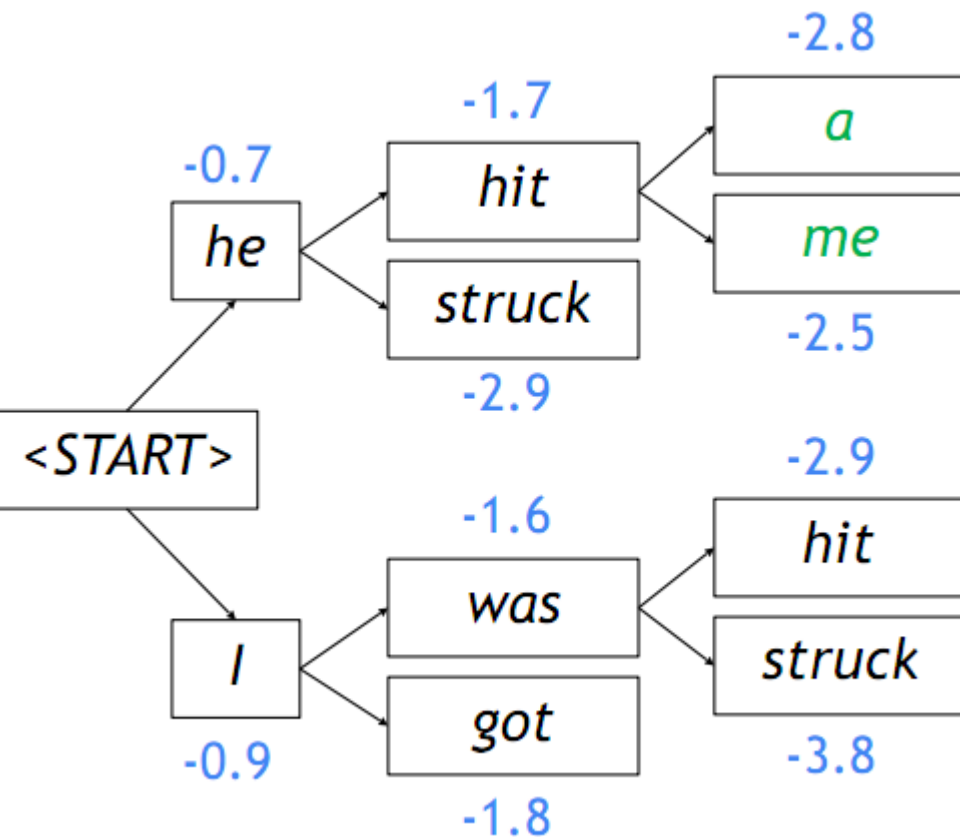 -2.8
-1.7
a
-0.7
hit
he
me
struck
-2.5
-2.9
<START>
-2.9
-1.6
hit
was
I
struck
got
-0.9
-3.8
-1.8